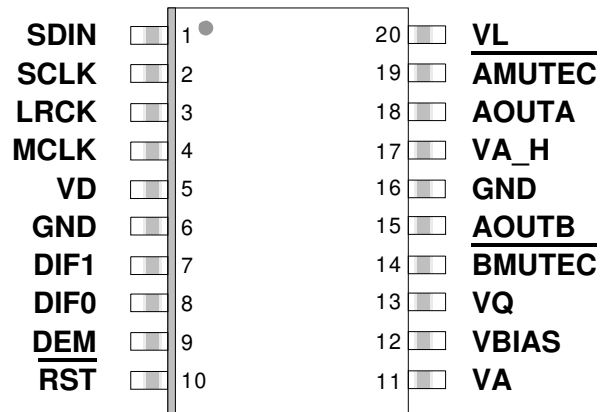 SDIN 1 20 VL
SCLK 2 19 AMUTEC
LRCK 3 18 AOUTA
MCLK 4 17 VA_H
VD 5 16 GND
GND 6 15 AOUTB
DIF1 7 14 BMUTEC
DIF0 8 13 VQ
DEM 9 12 VBIAS
RST 10 11 VA